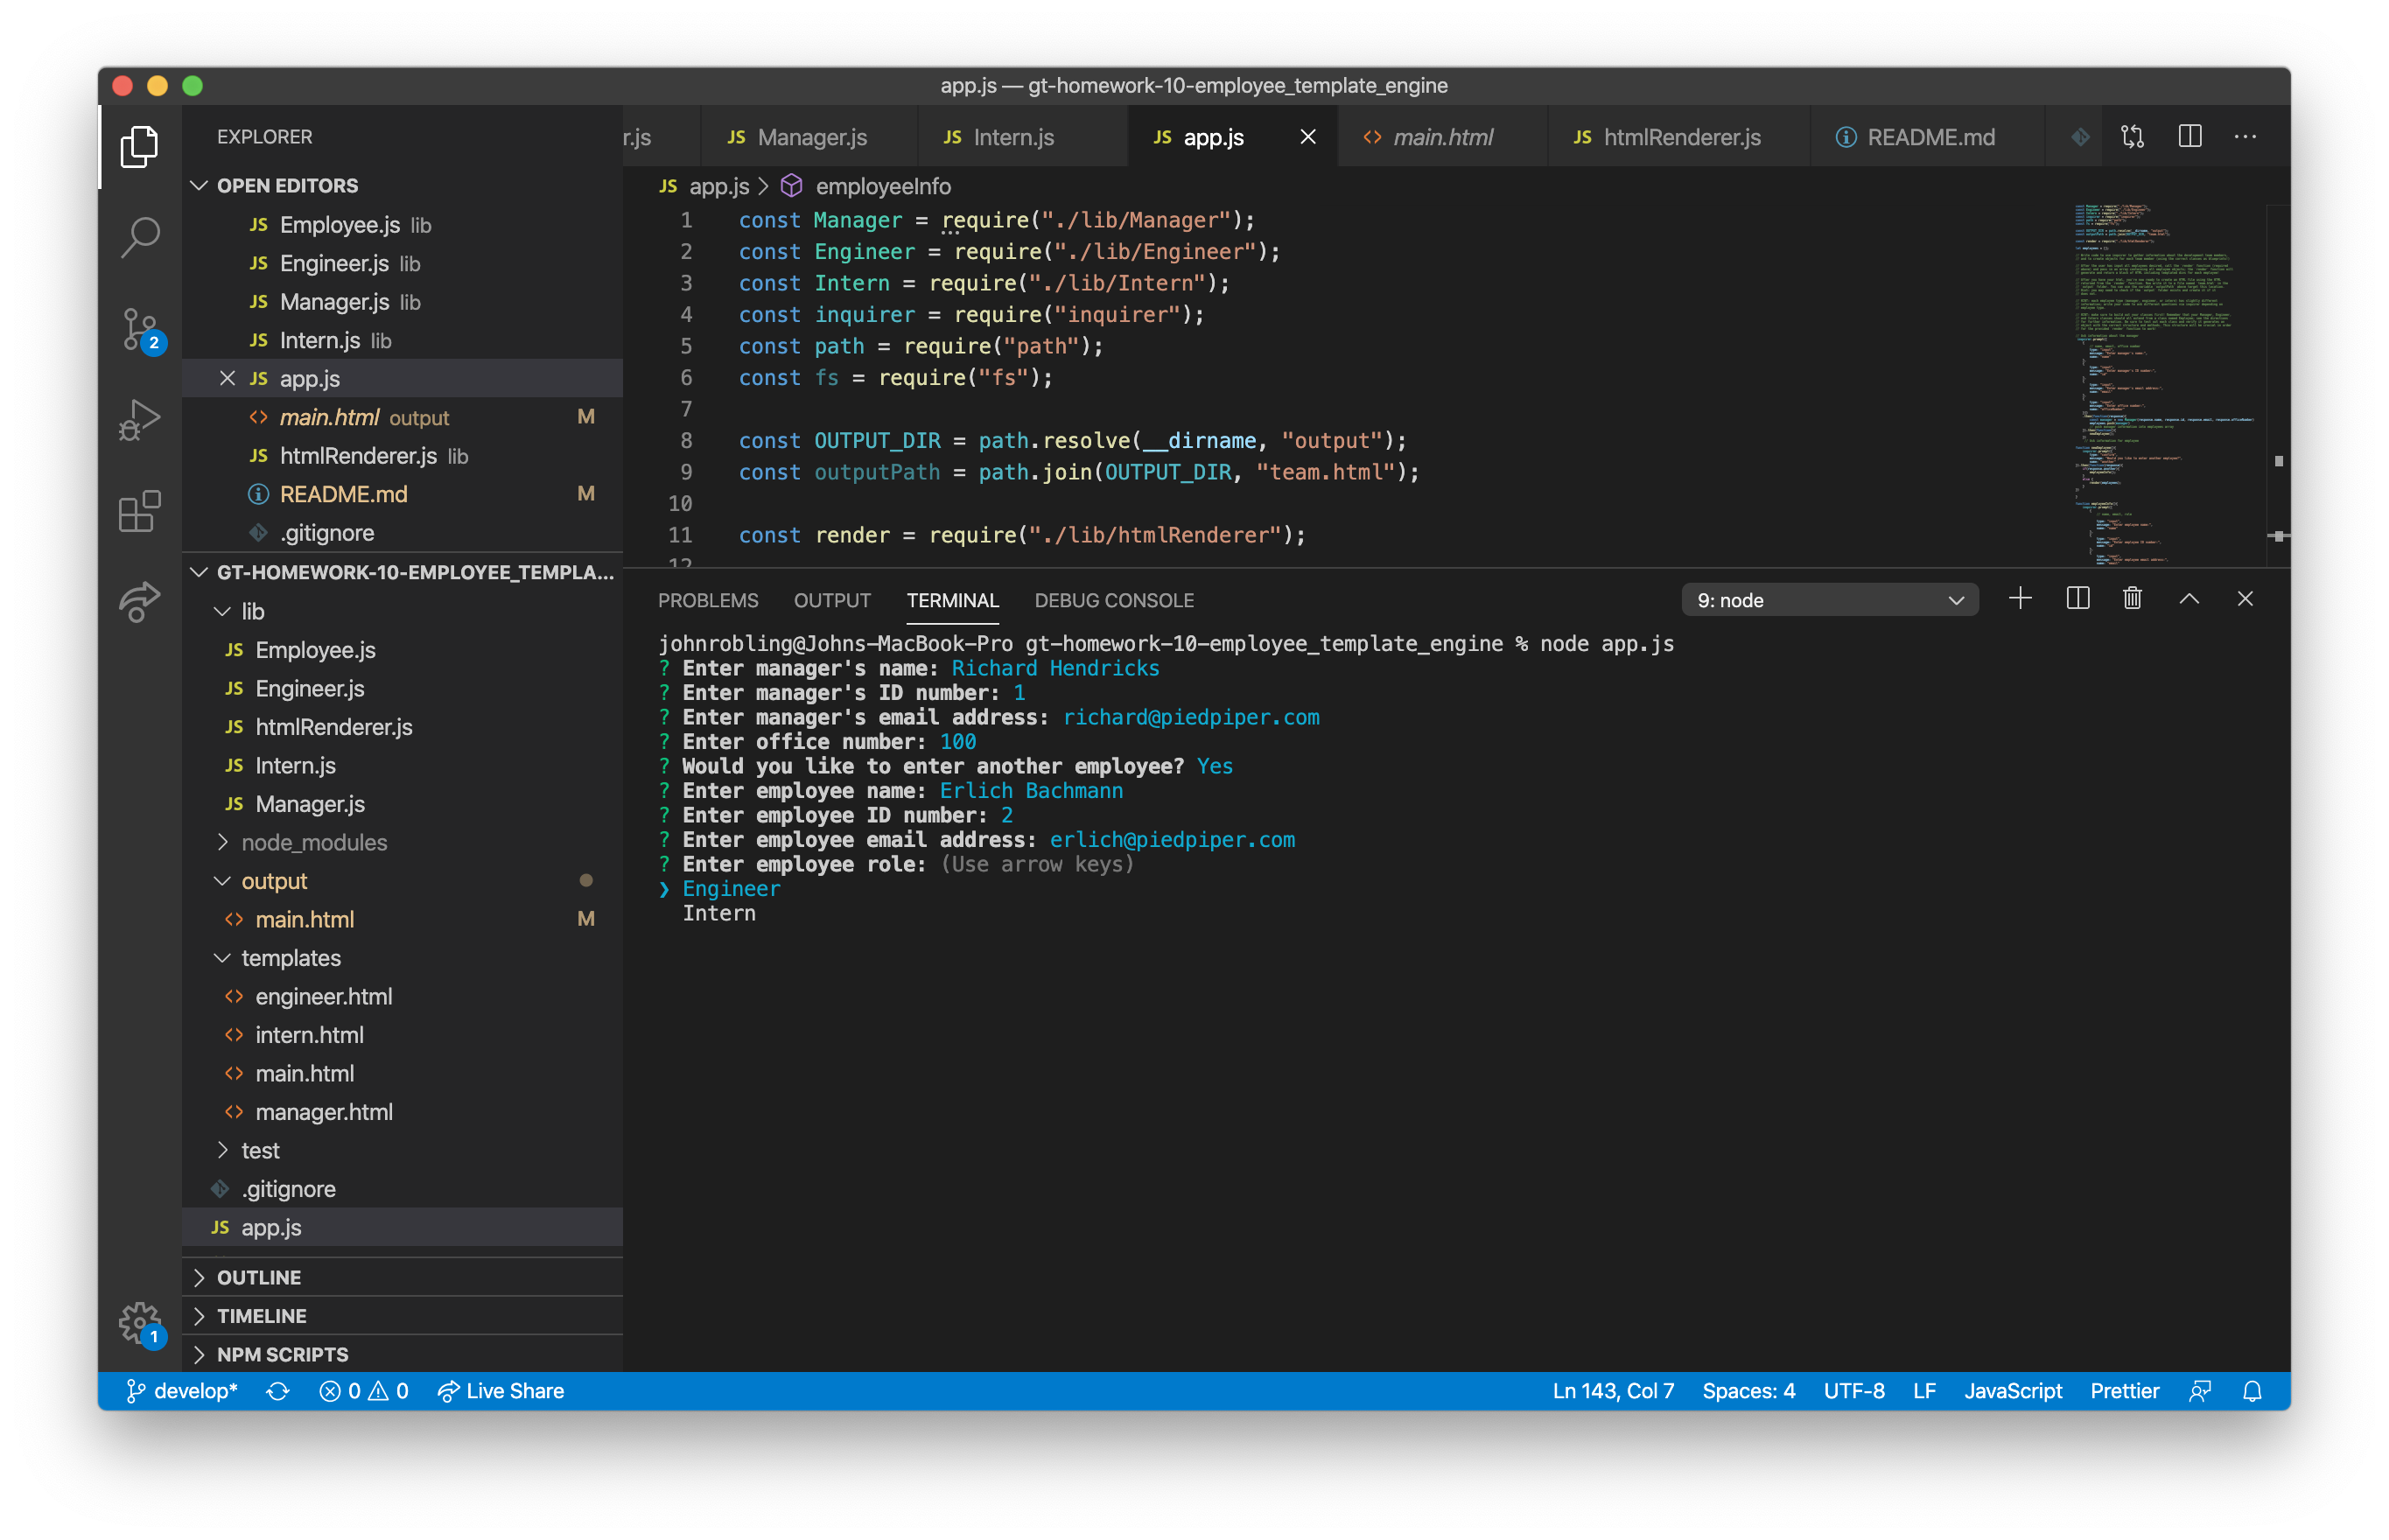 app.js — gt-homework-10-employee_template_engine
EXPLORER
OPEN EDITORS
JS Employee.js lib
JS Engineer.js lib
JS Manager.js lib
JS Intern.js lib
JS app.js
<> main.html output M
JS htmlRenderer.js lib
README.md M
.gitignore
GT-HOMEWORK-10-EMPLOYEE_TEMPLA...
lib
JS Employee.js
JS Engineer.js
JS htmlRenderer.js
JS Intern.js
JS Manager.js
node_modules
output
<> main.html M
templates
<> engineer.html
<> intern.html
<> main.html
<> manager.html
test
.gitignore
JS app.js
OUTLINE
TIMELINE
NPM SCRIPTS
2
1
r.js JS Manager.js JS Intern.js JS app.js <> main.html JS htmlRenderer.js README.md ...
JS app.js > employeeInfo
1 const Manager = require("./lib/Manager");
2 const Engineer = require("./lib/Engineer");
3 const Intern = require("./lib/Intern");
4 const inquirer = require("inquirer");
5 const path = require("path");
6 const fs = require("fs");
7
8 const OUTPUT_DIR = path.resolve(__dirname, "output");
9 const outputPath = path.join(OUTPUT_DIR, "team.html");
10
11 const render = require("./lib/htmlRenderer");
12
PROBLEMS OUTPUT TERMINAL DEBUG CONSOLE 9: node
johnrobling@Johns-MacBook-Pro gt-homework-10-employee_template_engine % node app.js
? Enter manager's name: Richard Hendricks
? Enter manager's ID number: 1
? Enter manager's email address: richard@piedpiper.com
? Enter office number: 100
? Would you like to enter another employee? Yes
? Enter employee name: Erlich Bachmann
? Enter employee ID number: 2
? Enter employee email address: erlich@piedpiper.com
? Enter employee role: (Use arrow keys)
❯ Engineer
Intern
develop* 0 0 Live Share Ln 143, Col 7 Spaces: 4 UTF-8 LF JavaScript Prettier